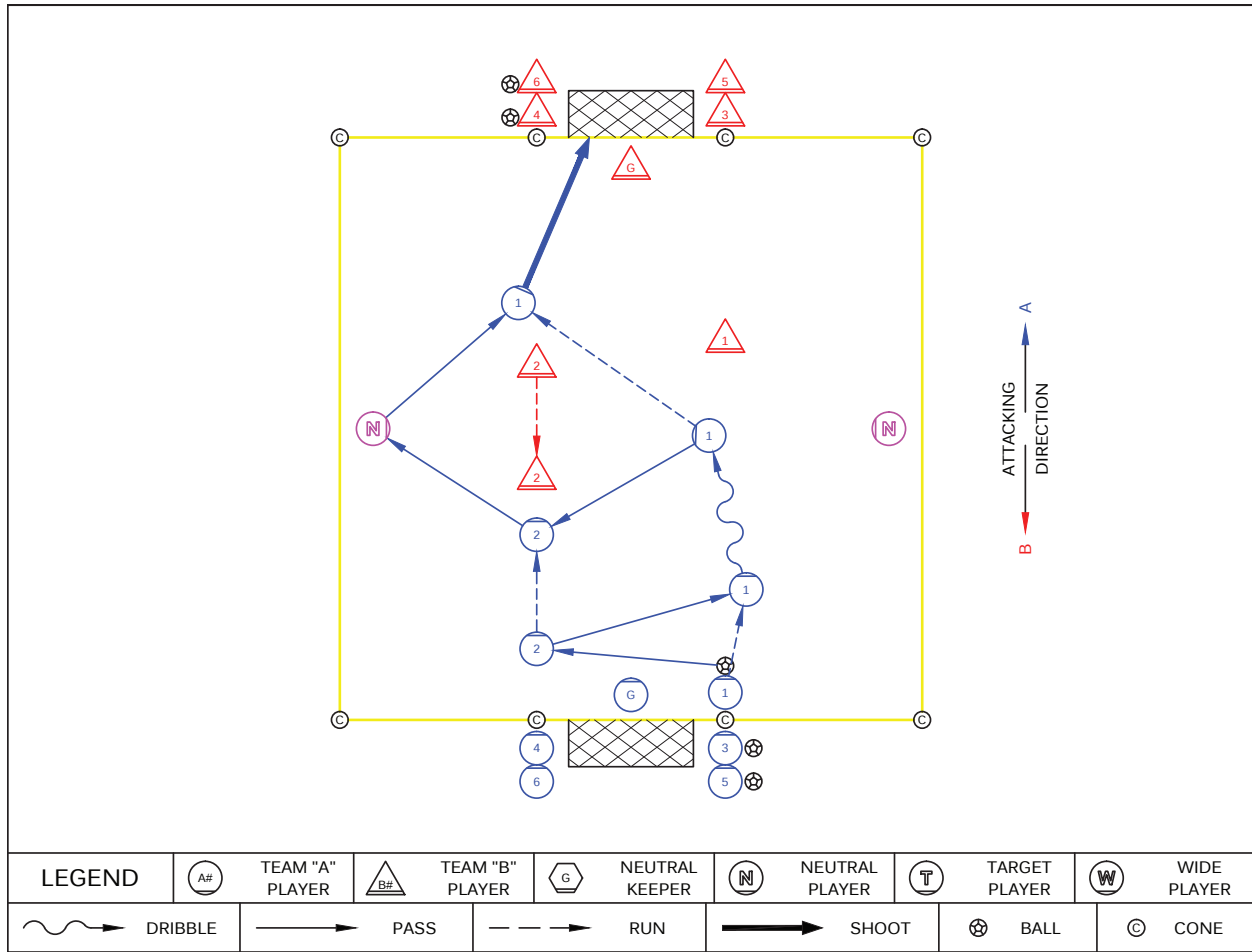 6
5
4
3
C
C
C
C
G
1
2
1
A
N
1
N
ATTACKING
DIRECTION
2
2
B
1
2
G
1
C
C
C
C
4
3
6
5
LEGEND
A#
TEAM "A"
PLAYER
B#
TEAM "B"
PLAYER
G
NEUTRAL
KEEPER
N
NEUTRAL
PLAYER
T
TARGET
PLAYER
W
WIDE
PLAYER
DRIBBLE
PASS
RUN
SHOOT
BALL
C
CONE